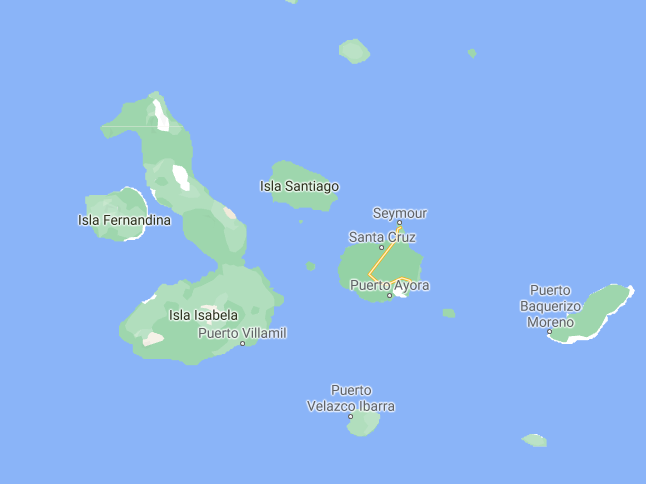 Isla Santiago
Seymour
Isla Fernandina
Santa Cruz
Puerto Ayora
Puerto
Baquerizo
Moreno
Isla Isabela
Puerto Villamil
Puerto
Velazco Ibarra